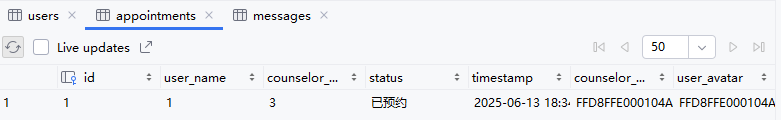 users appointments messages
Live updates 50
id user_name counselor_... status timestamp counselor_... user_avatar
1 1 1 3 已预约 2025-06-13 18:34 FFD8FFE000104A FFD8FFE000104A